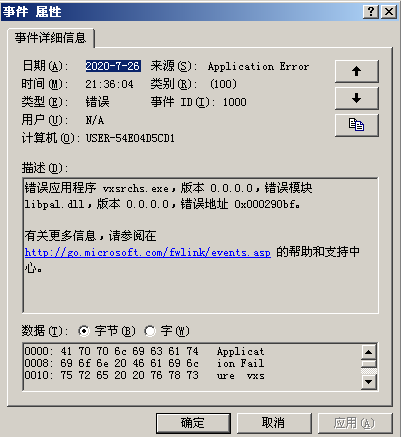 事件 属性
事件详细信息
日期(A): 2020-7-26 来源(S): Application Error
时间(M): 21:36:04 类别(R): (100)
类型(E): 错误 事件 ID(I): 1000
用户(U): N/A
计算机(O): USER-54E04D5CD1
描述(D):
错误应用程序 vxsrchs.exe，版本 0.0.0.0，错误模块
libpal.dll，版本 0.0.0.0，错误地址 0x000290bf。
有关更多信息，请参阅在
http://go.microsoft.com/fwlink/events.asp 的帮助和支持中
心。
数据(T): 字节(B) 字(W)
0000: 41 70 70 6c 69 63 61 74 Applicat
0008: 69 6f 6e 20 46 61 69 6c ion Fail
0010: 75 72 65 20 20 76 78 73 ure vxs
确定 取消 应用(A)